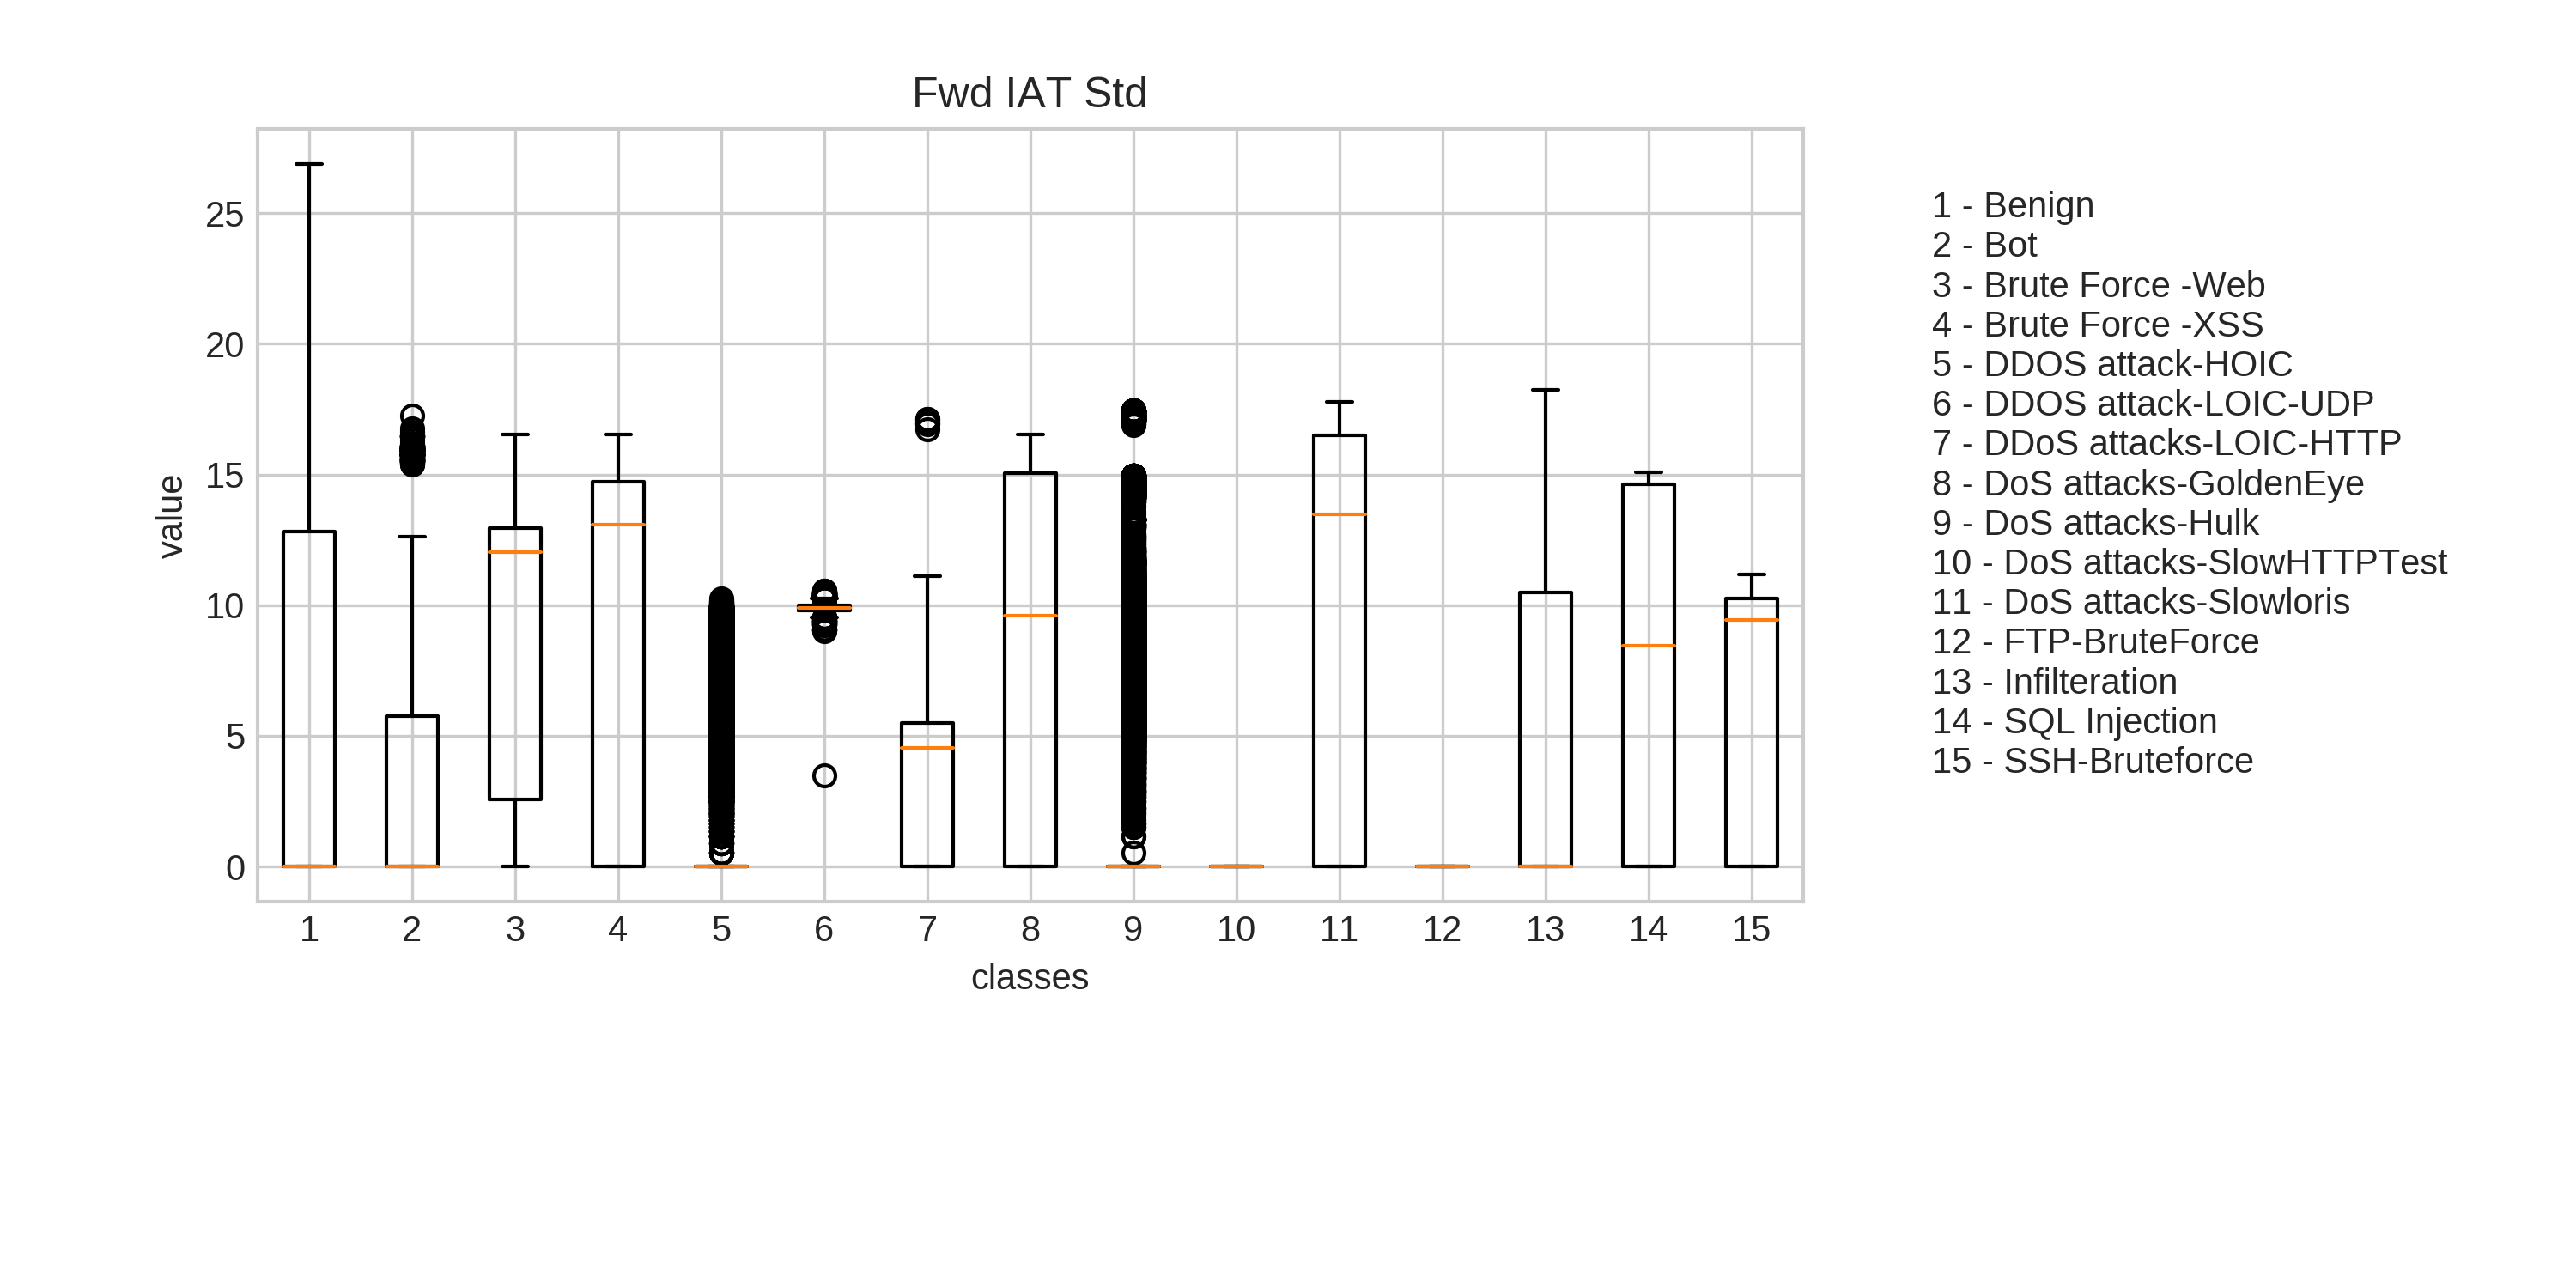 Fwd IAT Std
value
25
20
15
10
5
0
1 2 3 4 5 6 7 8 9 10 11 12 13 14 15
classes
1 - Benign
2 - Bot
3 - Brute Force -Web
4 - Brute Force -XSS
5 - DDOS attack-HOIC
6 - DDOS attack-LOIC-UDP
7 - DDoS attacks-LOIC-HTTP
8 - DoS attacks-GoldenEye
9 - DoS attacks-Hulk
10 - DoS attacks-SlowHTTPTest
11 - DoS attacks-Slowloris
12 - FTP-BruteForce
13 - Infilteration
14 - SQL Injection
15 - SSH-Bruteforce